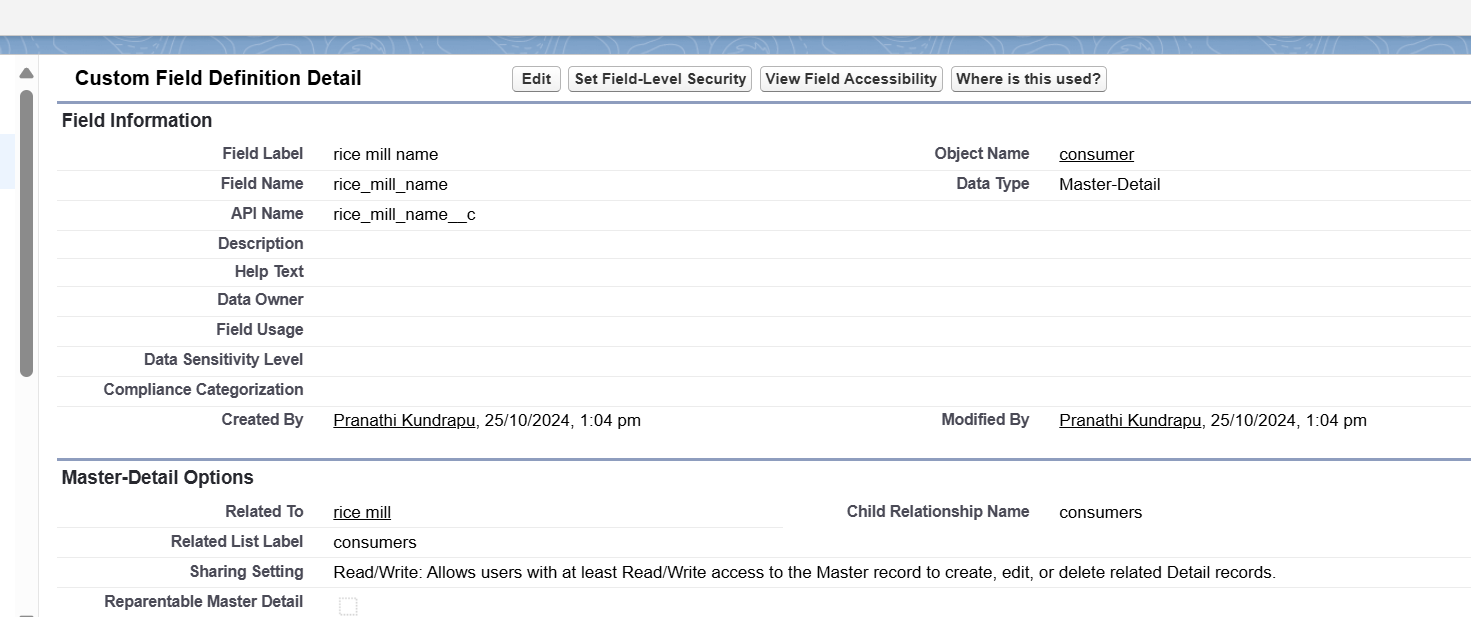 Custom Field Definition Detail Edit Set Field-Level Security View Field Accessibility Where is this used?
Field Information
Field Label rice mill name Object Name consumer
Field Name rice_mill_name Data Type Master-Detail
API Name rice_mill_name__c
Description
Help Text
Data Owner
Field Usage
Data Sensitivity Level
Compliance Categorization
Created By Pranathi Kundrapu, 25/10/2024, 1:04 pm Modified By Pranathi Kundrapu, 25/10/2024, 1:04 pm
Master-Detail Options
Related To rice mill Child Relationship Name consumers
Related List Label consumers
Sharing Setting Read/Write: Allows users with at least Read/Write access to the Master record to create, edit, or delete related Detail records.
Reparentable Master Detail